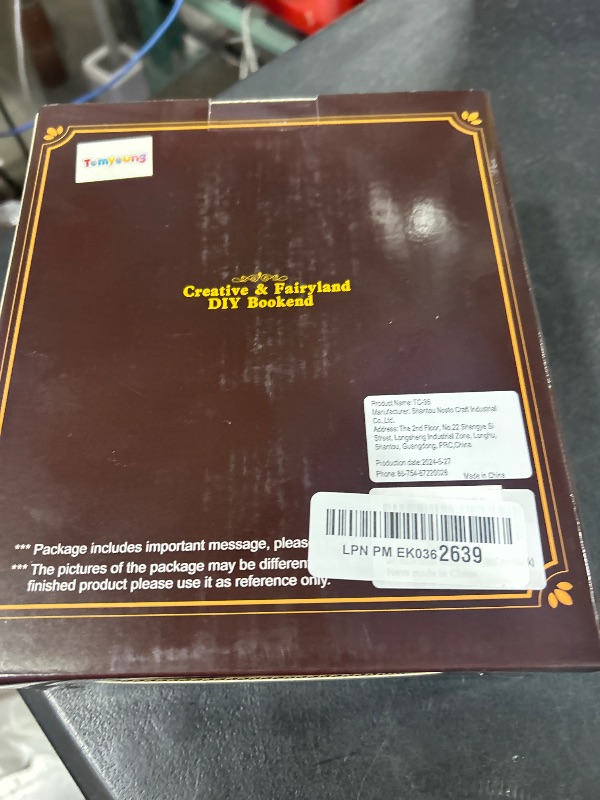 Tomyoung
Creative & Fairyland
DIY Bookend
Product Name: TC-36
Manufacturer: Shantou Nosto Craft Industrial
Co.,Ltd.
Address: The 2nd Floor, No.22 Shengye Si
Street, Longsheng Industrial Zone, Longhu,
Shantou, Guangdong, PRC,China
Production date:2024-5-27
Phone: 86-754-87220026 Made in China
LPN PM EK036 2639
*** Package includes important message, pleas
*** The pictures of the package may be differen
finished product please use it as reference only.